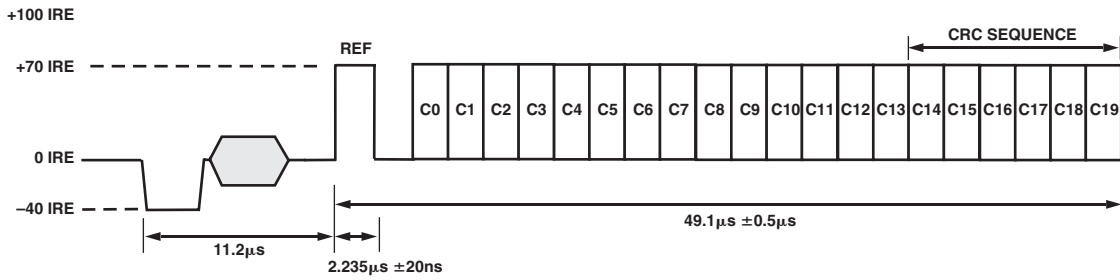 +100 IRE
CRC SEQUENCE
REF
+70 IRE
C0 C1 C2 C3 C4 C5 C6 C7 C8 C9 C10 C11 C12 C13 C14 C15 C16 C17 C18 C19
0 IRE
–40 IRE
49.1μs ±0.5μs
11.2μs
2.235μs ±20ns